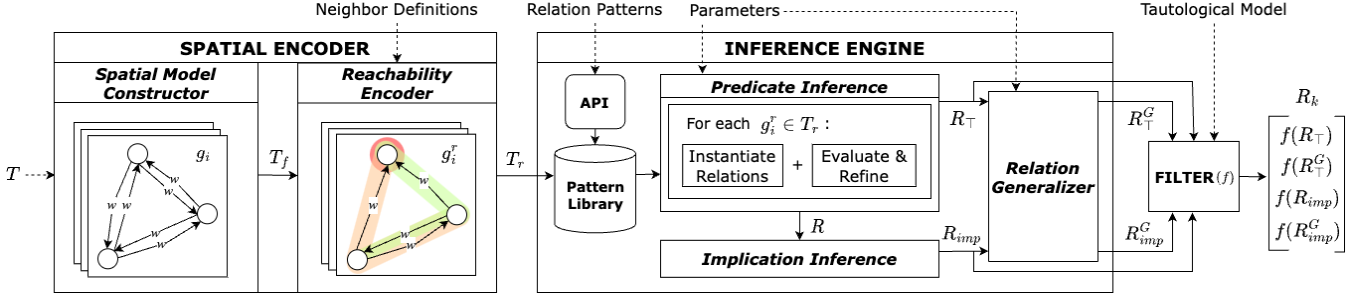 Neighbor Definitions
Relation Patterns
Parameters
Tautological Model
SPATIAL ENCODER
INFERENCE ENGINE
Spatial Model
Constructor
Reachability
Encoder
T
g_i
w
w
w
w
w
w
T_f
g_i^r
w
w
w
w
T_r
API
Pattern
Library
Predicate Inference
For each g_i^r ∈ T_r :
Instantiate
Relations
+
Evaluate &
Refine
R
Implication Inference
R_⊤
R_imp
Relation
Generalizer
R_⊤^G
R_imp^G
FILTER (f)
R_k
f(R_⊤)
f(R_⊤^G)
f(R_imp)
f(R_imp^G)